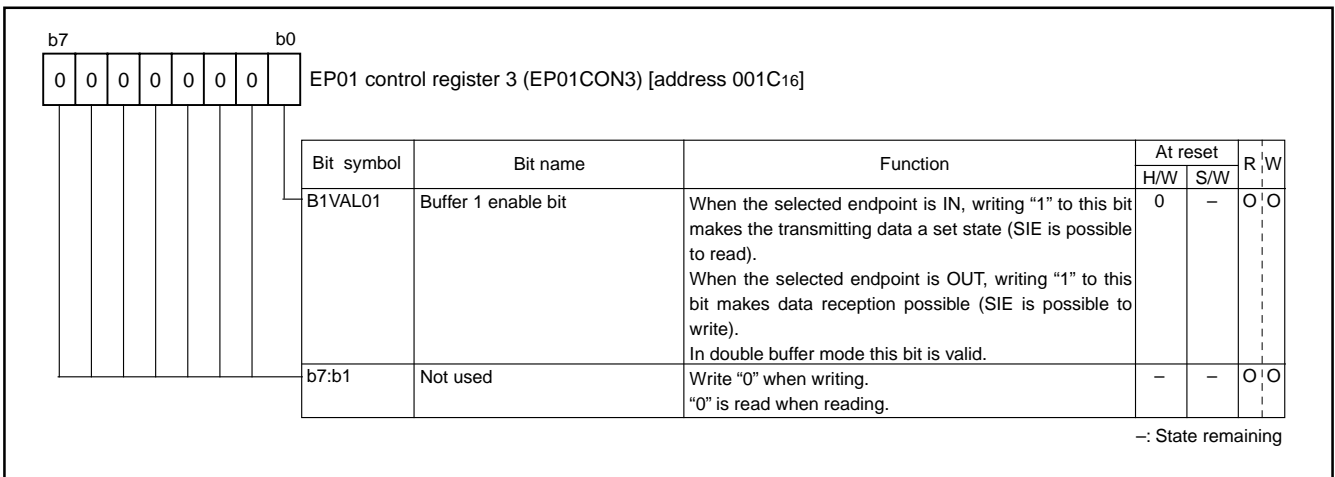 b7 b0
0 0 0 0 0 0 0
EP01 control register 3 (EP01CON3) [address 001C16]
Bit symbol Bit name Function At reset R W
H/W S/W
B1VAL01 Buffer 1 enable bit When the selected endpoint is IN, writing “1” to this bit 0 – O O
makes the transmitting data a set state (SIE is possible
to read).
When the selected endpoint is OUT, writing “1” to this
bit makes data reception possible (SIE is possible to
write).
In double buffer mode this bit is valid.
b7:b1 Not used Write “0” when writing. – – O O
“0” is read when reading.
–: State remaining